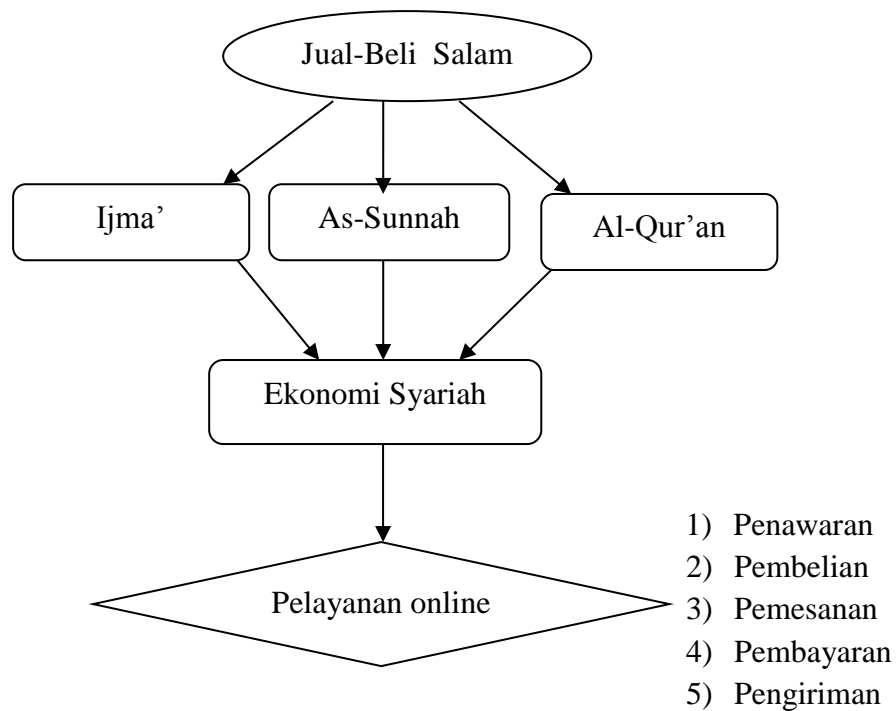 Jual-Beli Salam
Ijma’
As-Sunnah
Al-Qur’an
Ekonomi Syariah
Pelayanan online
1) Penawaran
2) Pembelian
3) Pemesanan
4) Pembayaran
5) Pengiriman